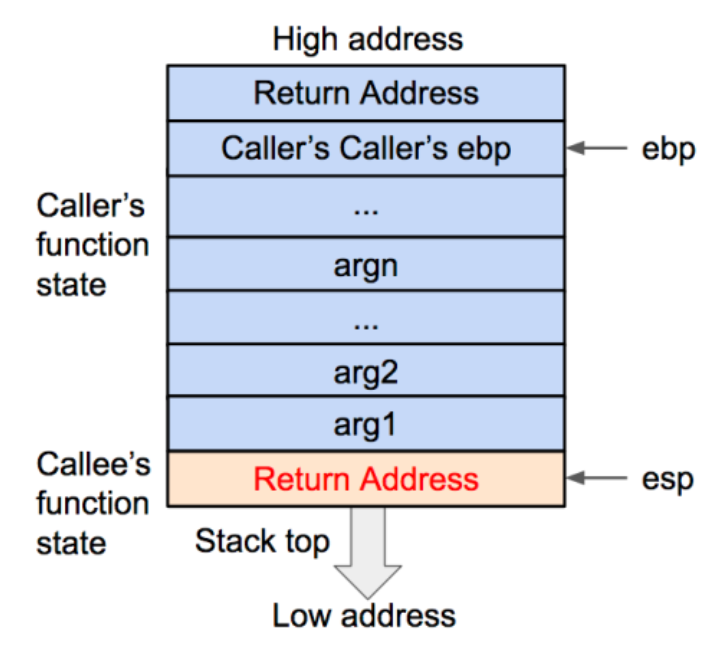 High address
Return Address
Caller's Caller's ebp
ebp
...
Caller's
function
state
argn
...
arg2
arg1
Callee's
function
state
Return Address
esp
Stack top
Low address